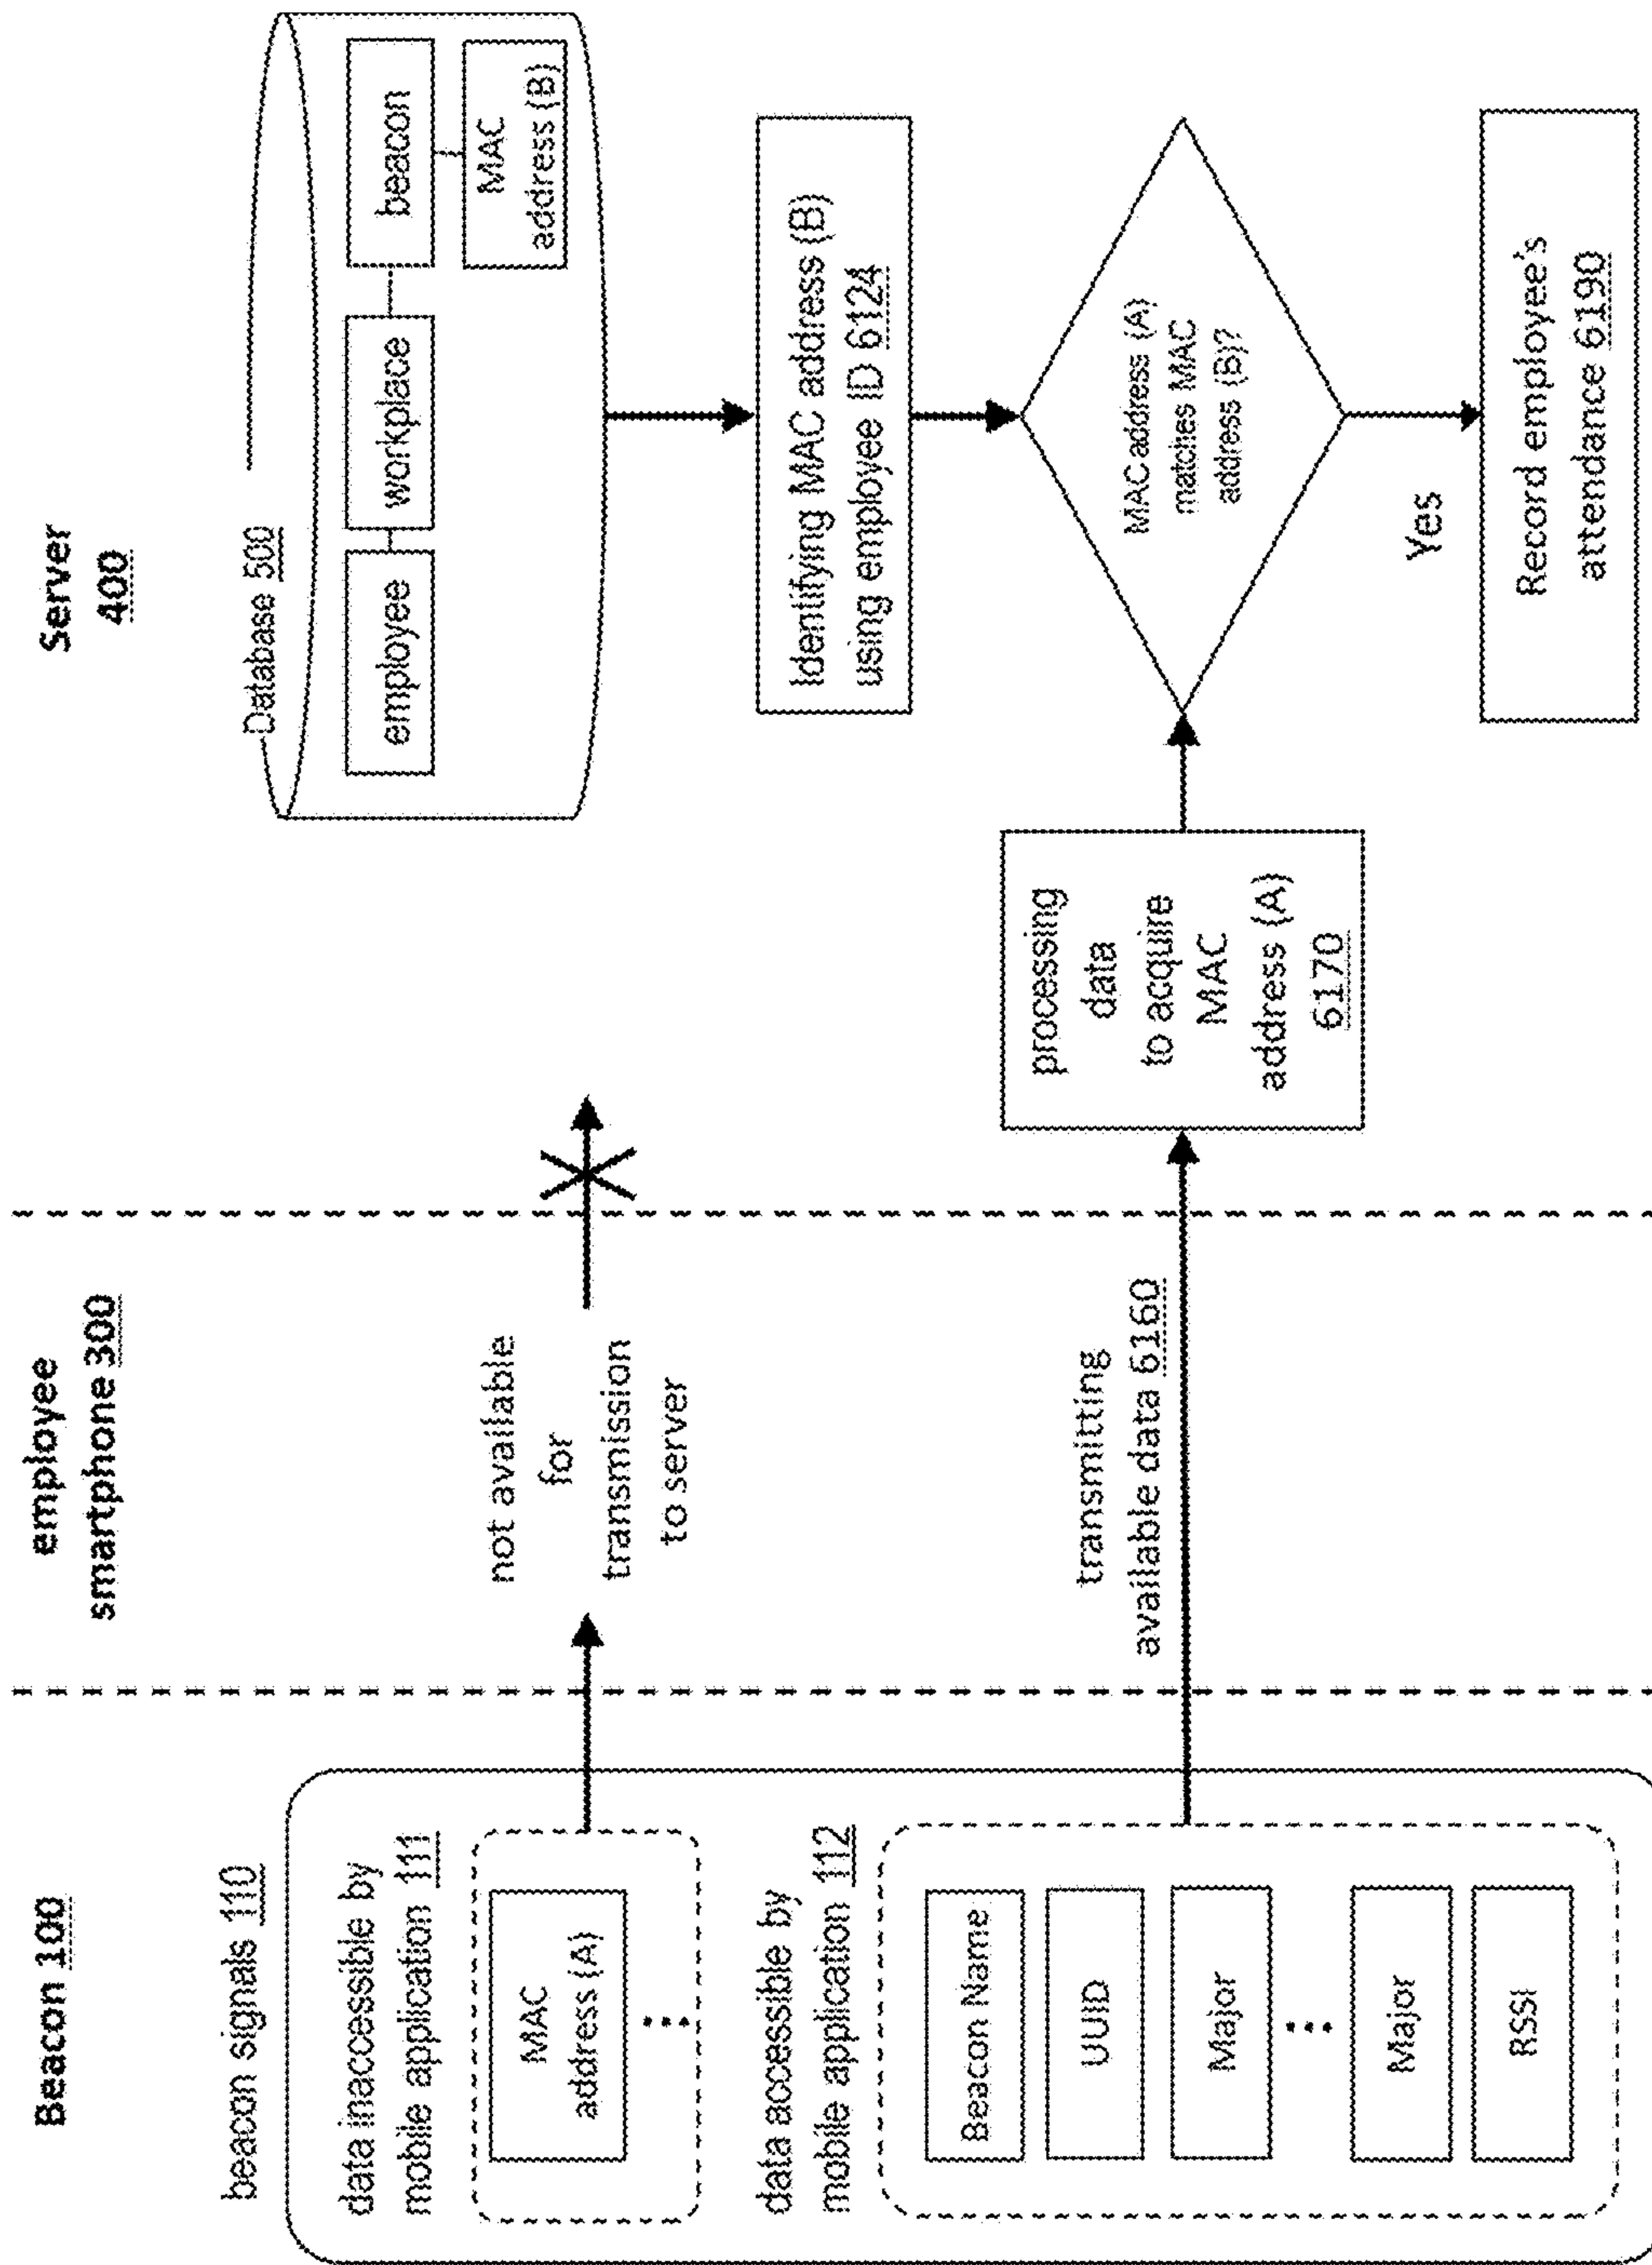 Beacon 100
beacon signals 110
data inaccessible by
mobile application 111
MAC
address (A)
...
data accessible by
mobile application 112
Beacon Name
UUID
Major
...
Major
RSSI
employee
smartphone 300
not available
for
transmission
to server
transmitting
available data 6160
Server
400
Database 500
employee
workplace
beacon
MAC
address (B)
Identifying MAC address (B)
using employee ID 6124
processing
data
to acquire
MAC
address (A)
6170
MAC address (A)
matches MAC
address (B)?
Yes
Record employee's
attendance 6190